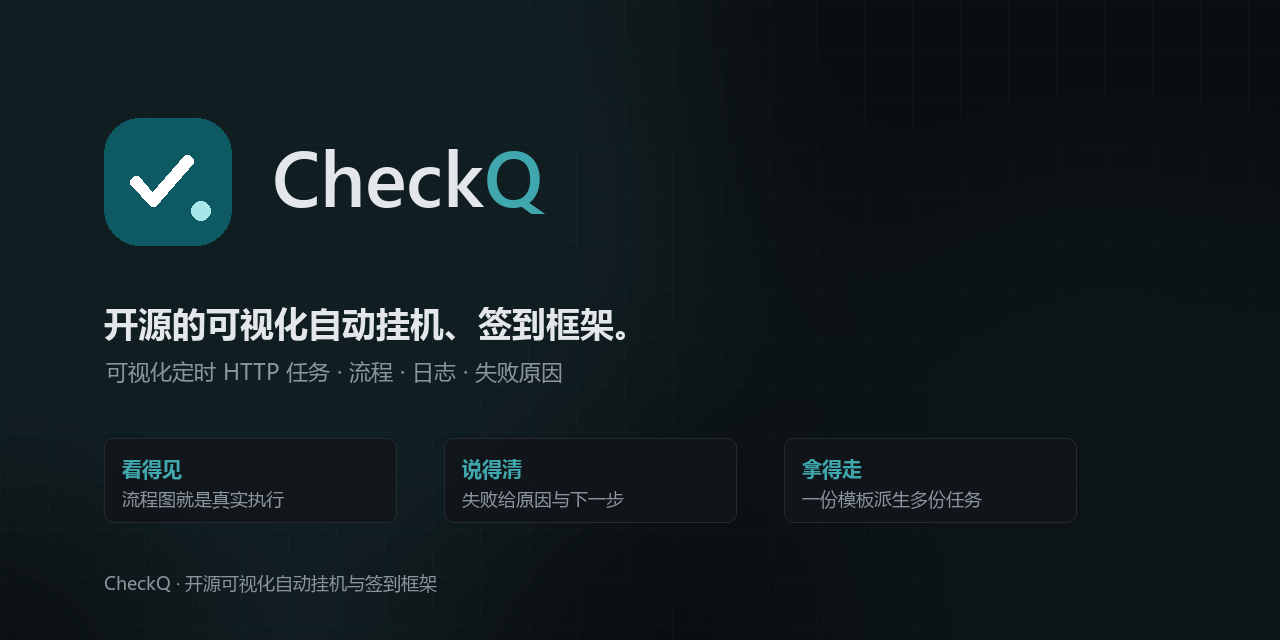 CheckQ
开源的可视化自动挂机、签到框架。
可视化定时 HTTP 任务 · 流程 · 日志 · 失败原因
看得见
流程图就是真实执行
说得清
失败给原因与下一步
拿得走
一份模板派生多份任务
CheckQ · 开源可视化自动挂机与签到框架